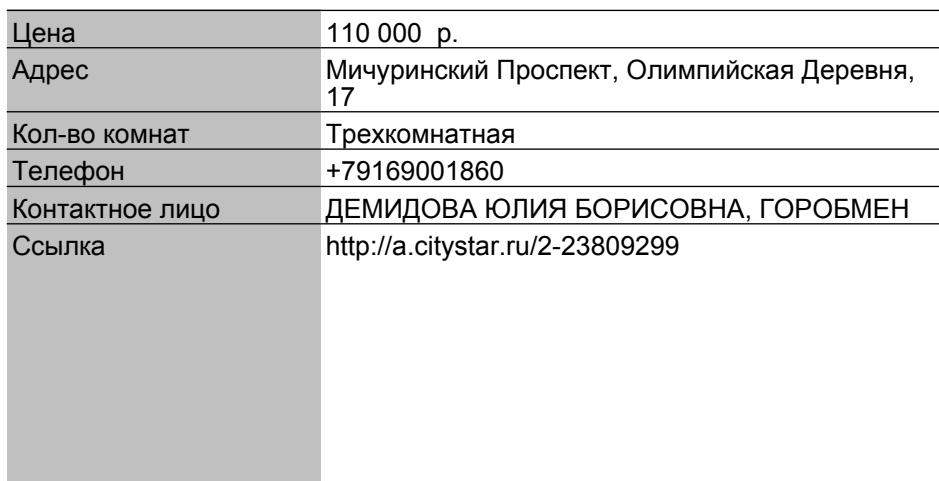 Цена 110 000 р.
Адрес Мичуринский Проспект, Олимпийская Деревня,
17
Кол-во комнат Трехкомнатная
Телефон +79169001860
Контактное лицо ДЕМИДОВА ЮЛИЯ БОРИСОВНА, ГОРОБМЕН
Ссылка http://a.citystar.ru/2-23809299